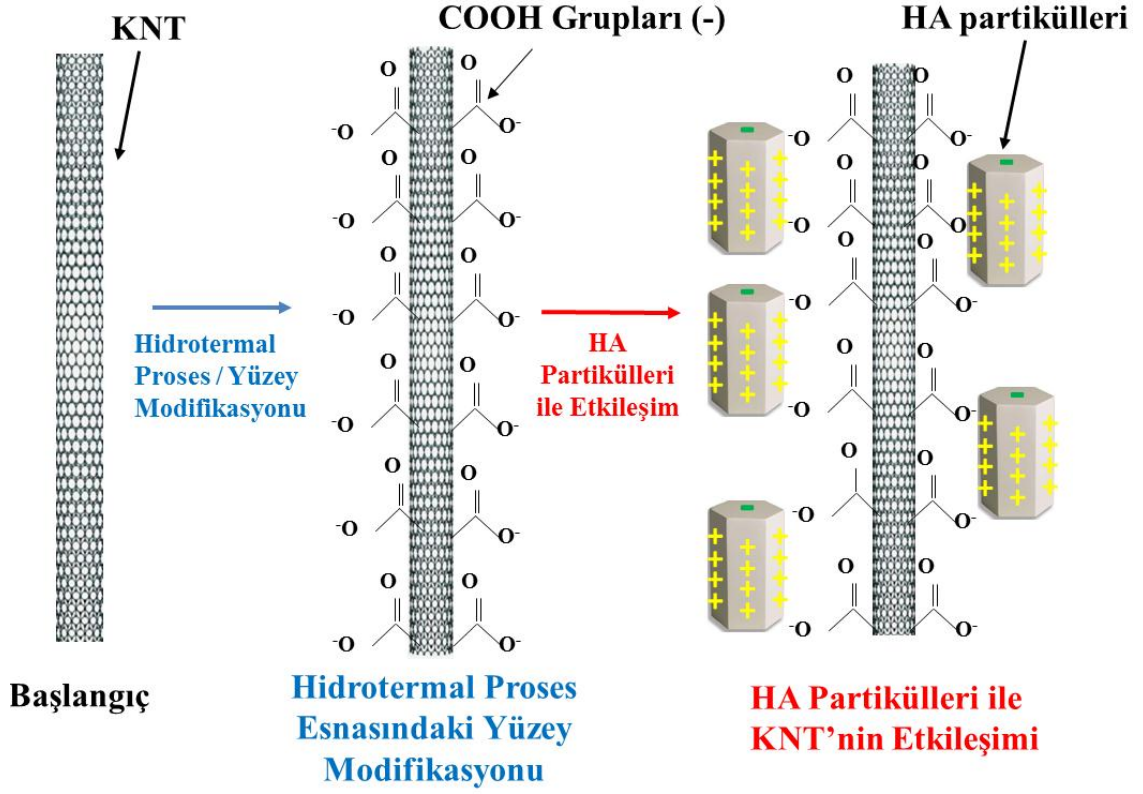 KNT
COOH Grupları (-)
HA partikülleri
O O O O
-O O- -O O-
O O O O
-O O- -O O-
O O O O
-O O- -O O-
Hidrotermal
Proses / Yüzey
Modifikasyonu
HA
Partikülleri
ile Etkileşim
O O O O
-O O- -O O-
O O O O
-O O- -O O-
O O O O
-O O- -O O-
Başlangıç
Hidrotermal Proses
Esnasındaki Yüzey
Modifikasyonu
HA Partikülleri ile
KNT’nin Etkileşimi